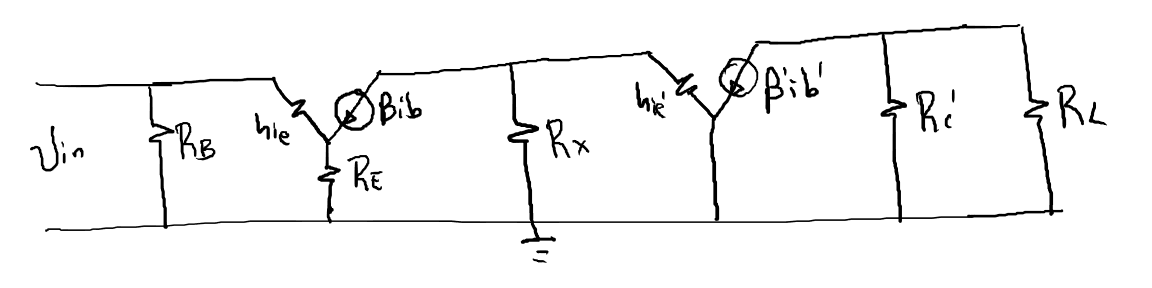 Vin
RB
hie
βib
RE
Rx
hie'
β'ib'
Rc'
RL